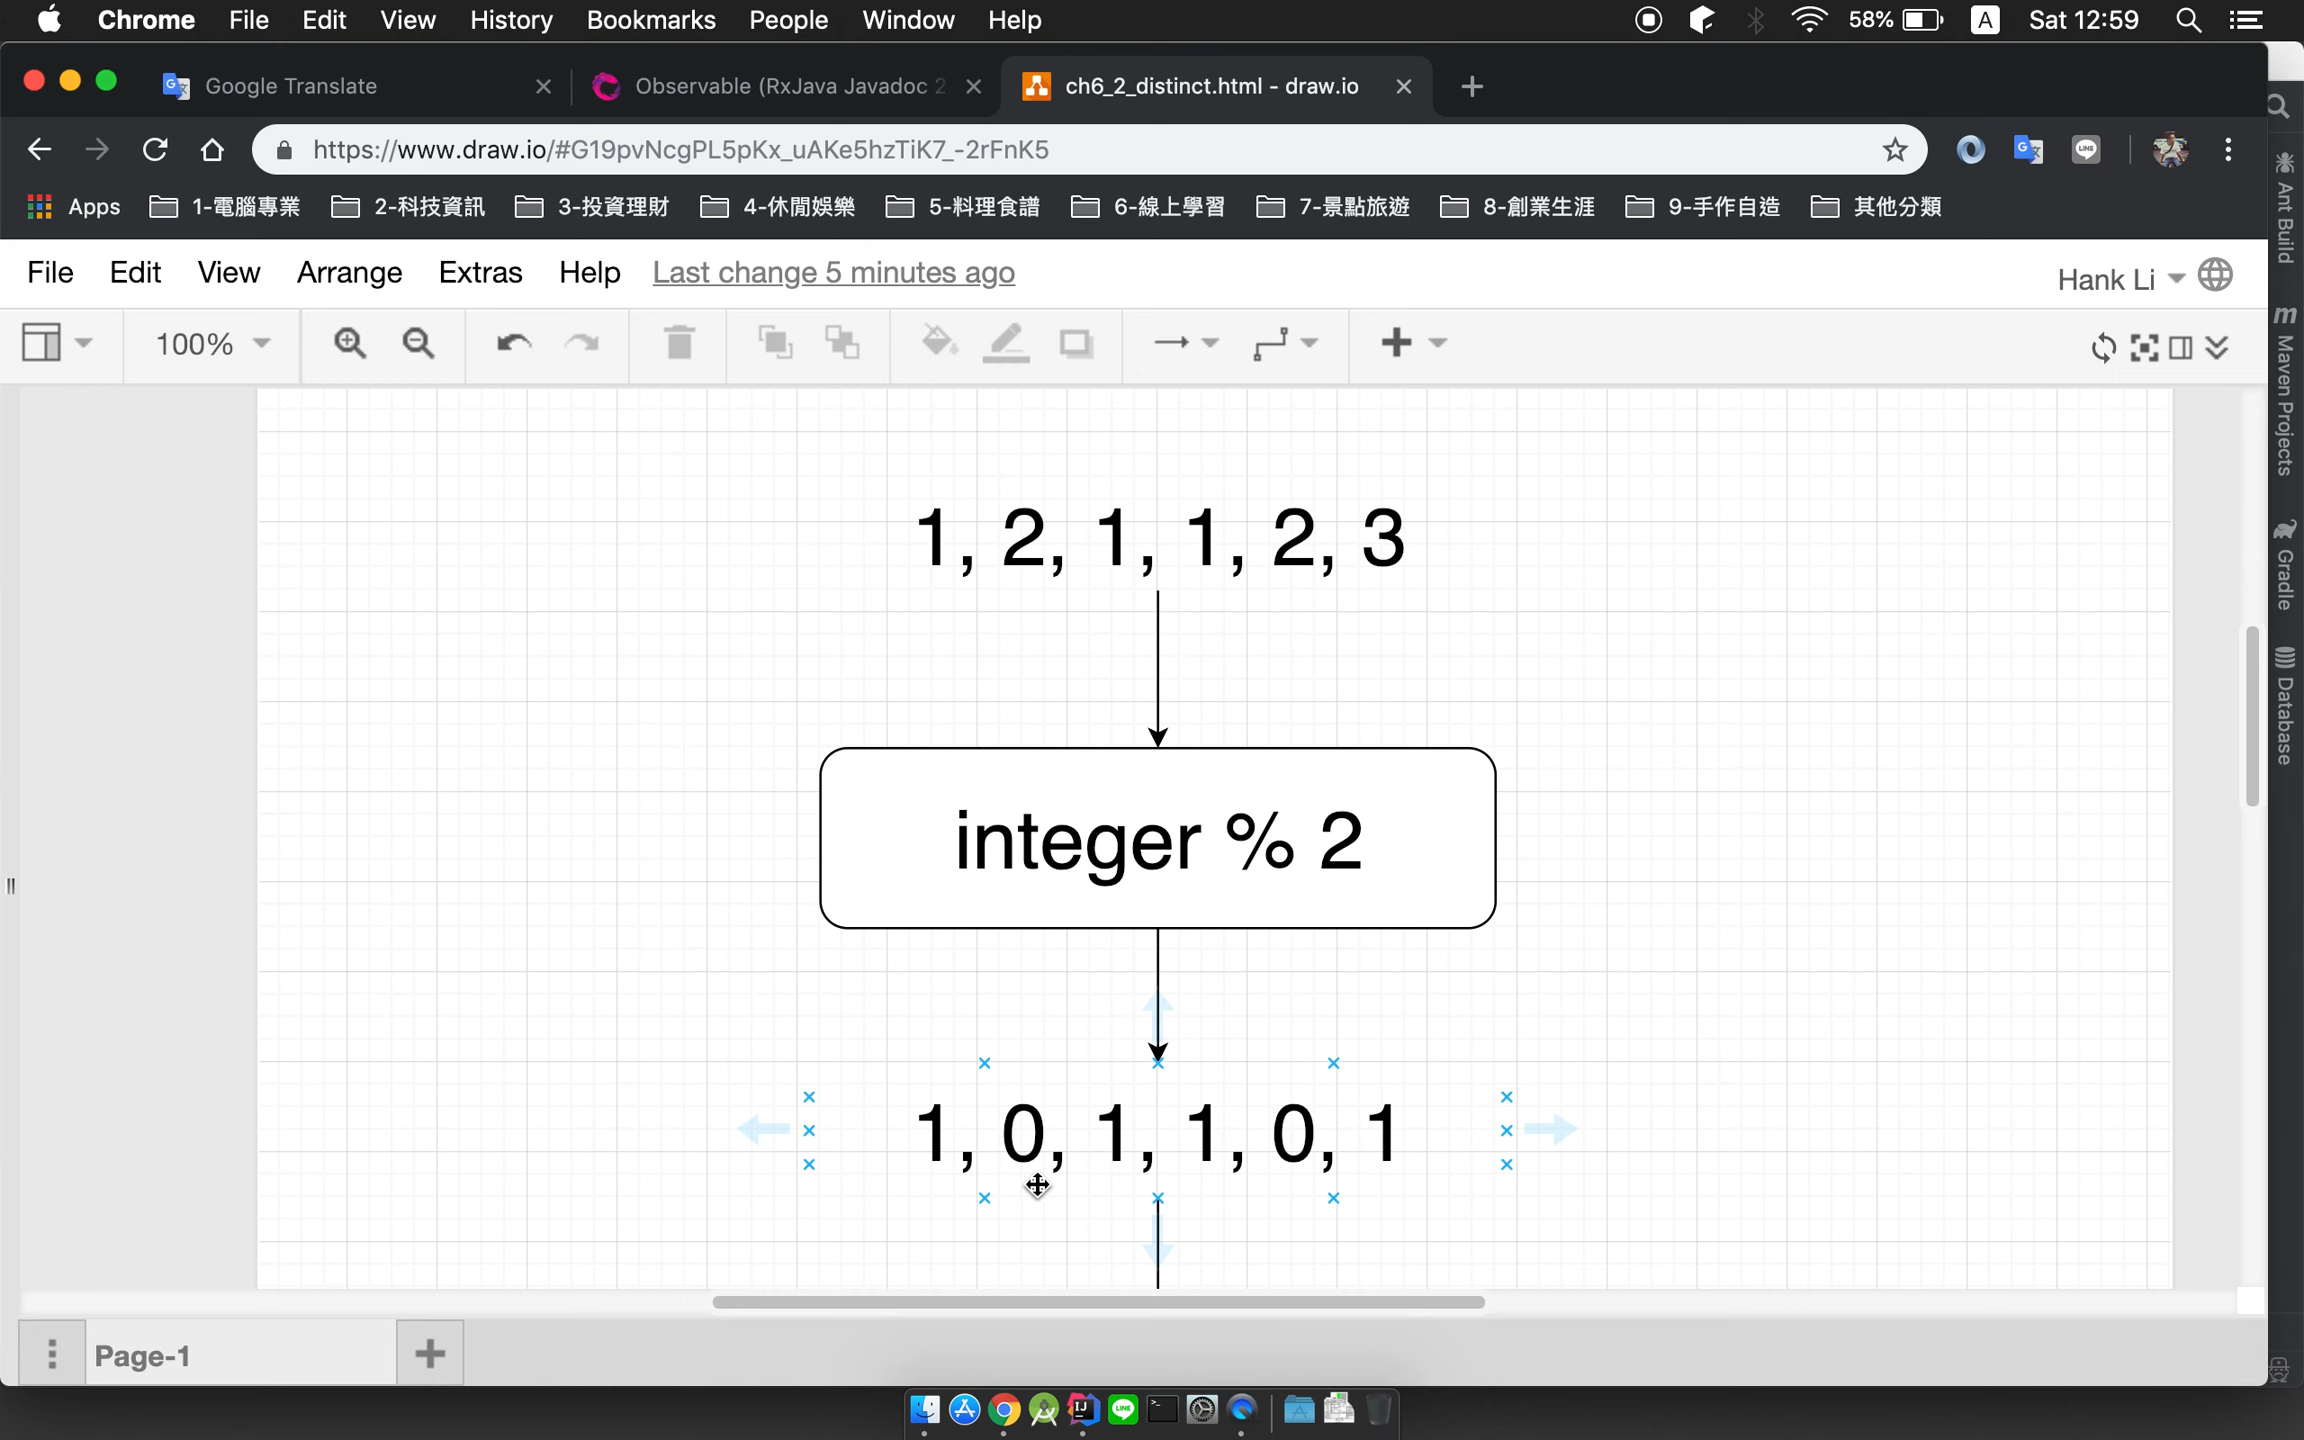 Chrome File Edit View History Bookmarks People Window Help 58% A Sat 12:59
Google Translate Observable (RxJava Javadoc 2 ch6_2_distinct.html - draw.io
https://www.draw.io/#G19pvNcgPL5pKx_uAKe5hzTiK7_-2rFnK5
Apps 1-電腦專業 2-科技資訊 3-投資理財 4-休閒娛樂 5-料理食譜 6-線上學習 7-景點旅遊 8-創業生涯 9-手作自造 其他分類
File Edit View Arrange Extras Help Last change 5 minutes ago Hank Li
100%
1, 2, 1, 1, 2, 3
integer % 2
1, 0, 1, 1, 0, 1
Page-1
Ant Build
Maven Projects
Gradle
Database